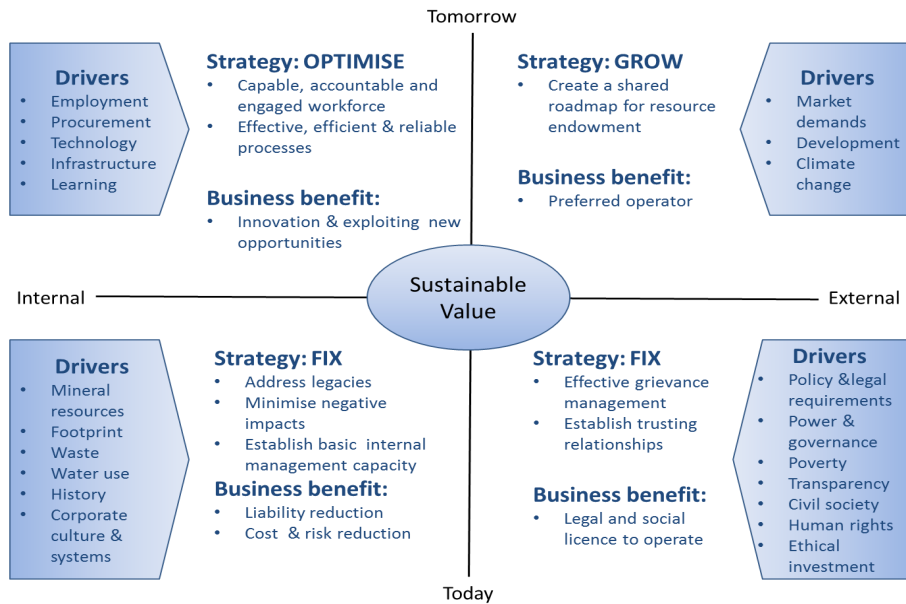 Tomorrow
Drivers
• Employment
• Procurement
• Technology
• Infrastructure
• Learning
Strategy: OPTIMISE
• Capable, accountable and
engaged workforce
• Effective, efficient & reliable
processes
Business benefit:
• Innovation & exploiting new
opportunities
Strategy: GROW
• Create a shared
roadmap for resource
endowment
Business benefit:
• Preferred operator
Drivers
• Market
demands
• Development
• Climate
change
Internal
Sustainable
Value
External
Drivers
• Mineral
resources
• Footprint
• Waste
• Water use
• History
• Corporate
culture &
systems
Strategy: FIX
• Address legacies
• Minimise negative
impacts
• Establish basic internal
management capacity
Business benefit:
• Liability reduction
• Cost & risk reduction
Strategy: FIX
• Effective grievance
management
• Establish trusting
relationships
Business benefit:
• Legal and social
licence to operate
Drivers
• Policy &legal
requirements
• Power &
governance
• Poverty
• Transparency
• Civil society
• Human rights
• Ethical
investment
Today